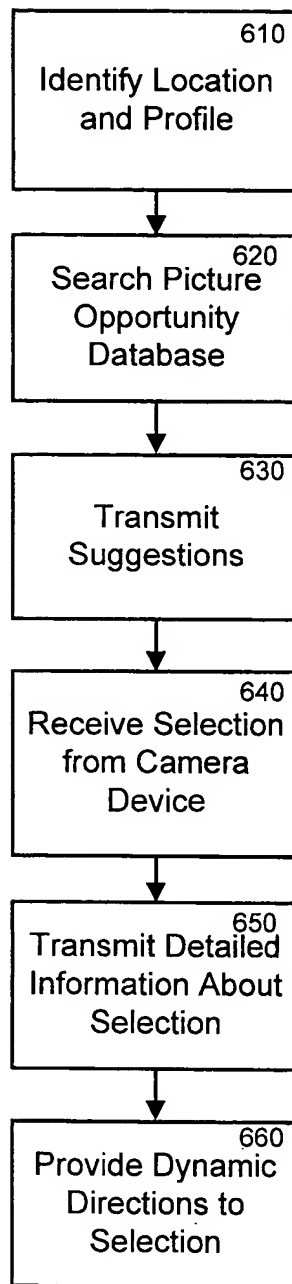 610
Identify Location
and Profile
620
Search Picture
Opportunity
Database
630
Transmit
Suggestions
640
Receive Selection
from Camera
Device
650
Transmit Detailed
Information About
Selection
660
Provide Dynamic
Directions to
Selection